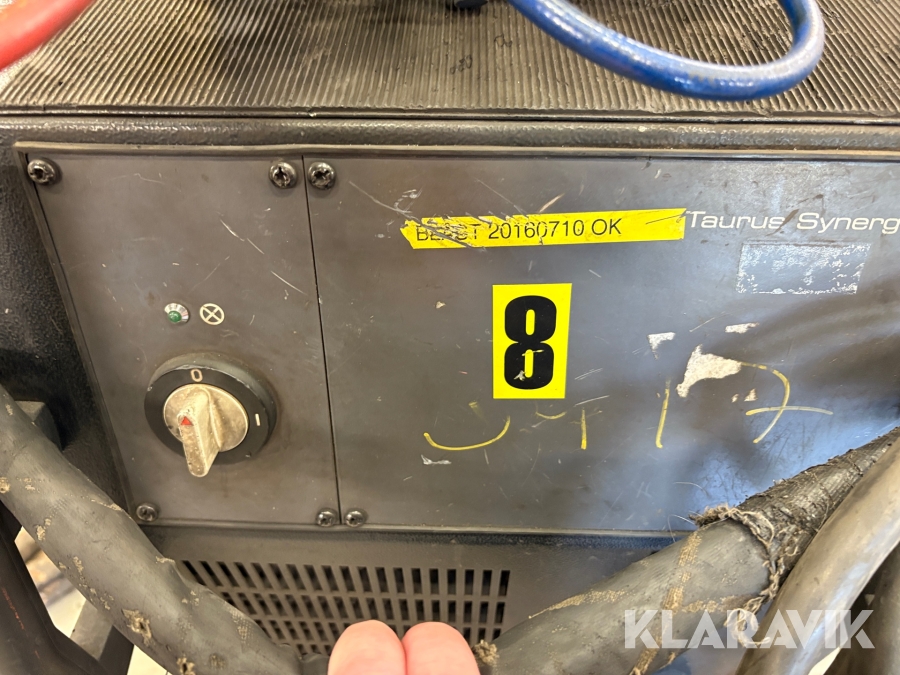 Taurus Synerg
20160710 OK
8
0
KLARAVIK